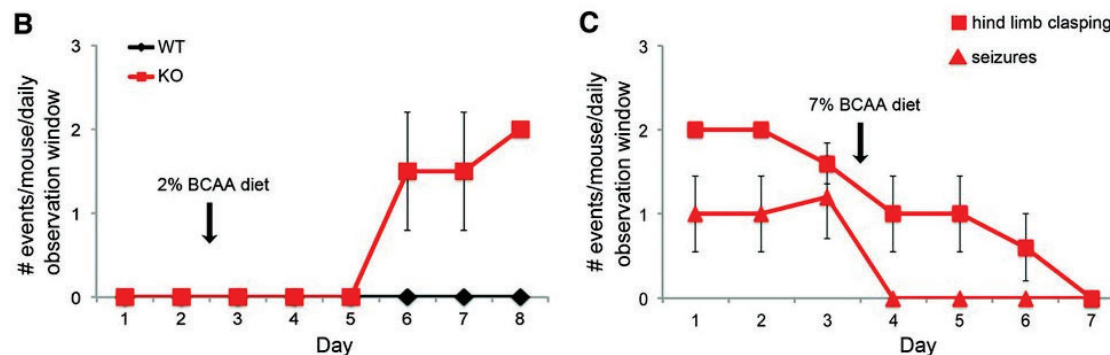 B
WT
KO
# events/mouse/daily
observation window
3
2
1
0
2% BCAA diet
1 2 3 4 5 6 7 8
Day
C
hind limb clasping
seizures
# events/mouse/daily
observation window
3
2
1
0
7% BCAA diet
1 2 3 4 5 6 7
Day